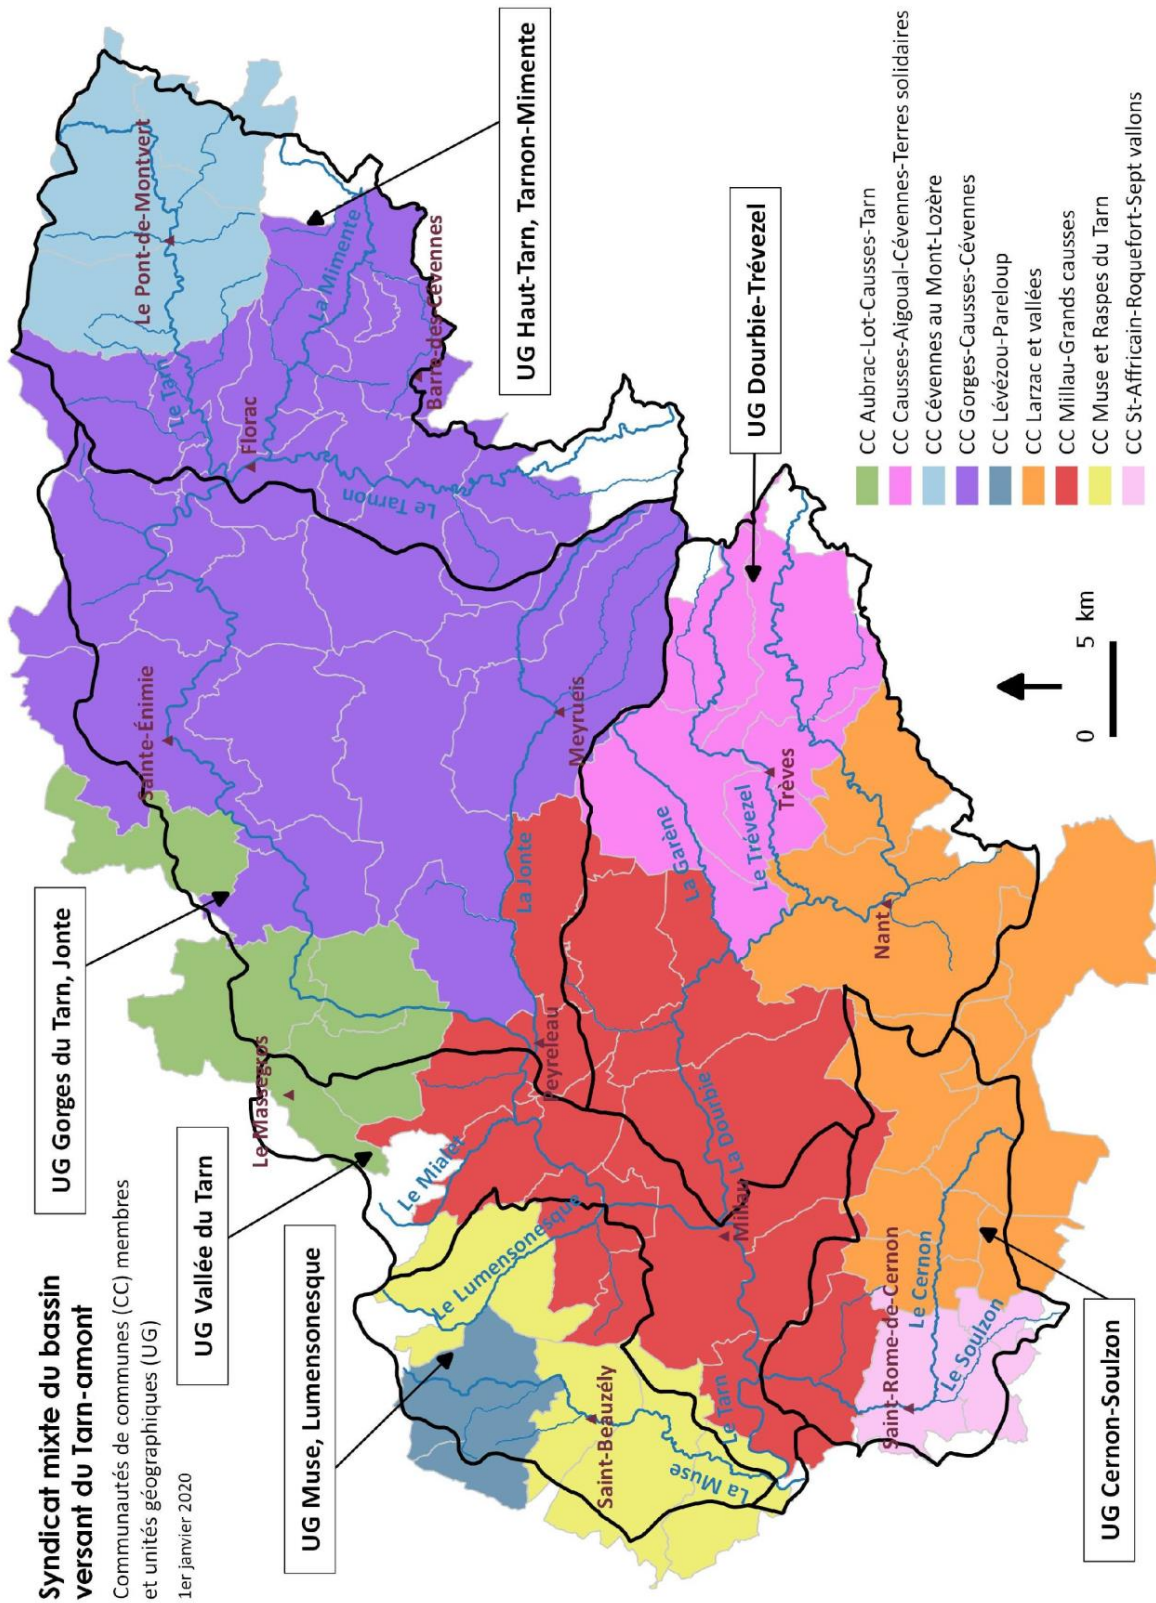 Syndicat mixte du bassin
versant du Tarn-amont
Communautés de communes (CC) membres
et unités géographiques (UG)
1er janvier 2020
UG Gorges du Tarn, Jonte
UG Vallée du Tarn
UG Muse, Lumensonesque
UG Haut-Tarn, Tarnon-Mimente
UG Dourbie-Trévezel
UG Cernon-Soulzon
Le Pont-de-Montvert
Le Tarn
Florac
La Mimente
Barre-des-Cévennes
Le Tarnon
Sainte-Énimie
Meyrueis
La Jonte
Le Massegros
Peyreleau
Le Mialet
Le Lumensonesque
La Garène
Le Trévezel
Trèves
Nant
La Dourbie
Millau
Saint-Beauzély
La Muse
Le Tarn
Saint-Rome-de-Cernon
Le Cernon
Le Soulzon
0 5 km
CC Aubrac-Lot-Causses-Tarn
CC Causses-Aigoual-Cévennes-Terres solidaires
CC Cévennes au Mont-Lozère
CC Gorges-Causses-Cévennes
CC Lévézou-Pareloup
CC Larzac et vallées
CC Millau-Grands causses
CC Muse et Raspes du Tarn
CC St-Affricain-Roquefort-Sept vallons